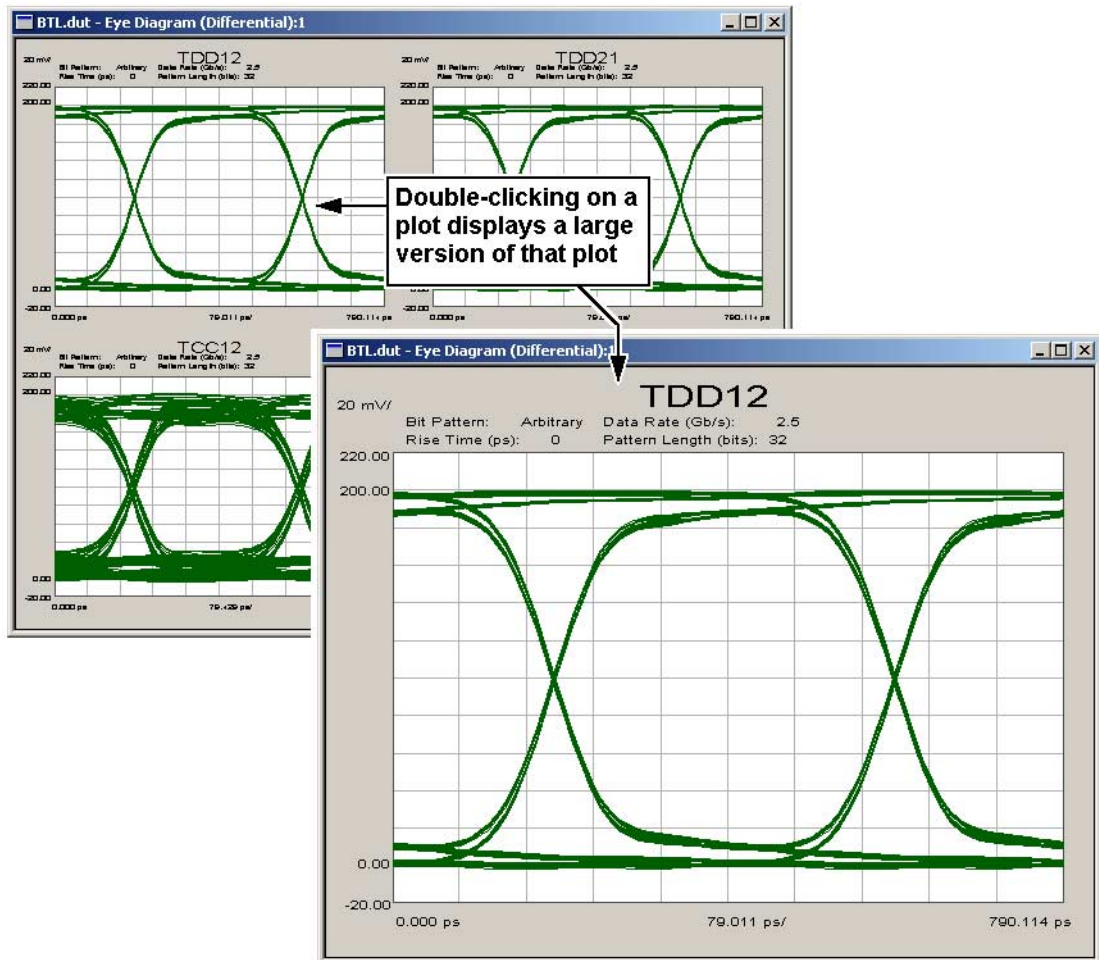 BTL.dut - Eye Diagram (Differential):1
TDD12
20 mV/
Bit Pattern: Arbitrary Data Rate (Gb/s): 2.5
Rise Time (ps): 0 Pattern Length (bits): 32
220.00
200.00
0.00
-20.00
0.000 ps 79.011 ps/ 790.114 ps
TDD21
20 mV/
Bit Pattern: Arbitrary Data Rate (Gb/s): 2.5
Rise Time (ps): 0 Pattern Length (bits): 32
220.00
200.00
-20.00
0.000 ps 790.114 ps
Double-clicking on a
plot displays a large
version of that plot
TCC12
20 mV/
Bit Pattern: Arbitrary Data Rate (Gb/s): 2.5
Rise Time (ps): 0 Pattern Length (bits): 32
220.00
200.00
0.00
-20.00
0.000 ps 79.429 ps/
BTL.dut - Eye Diagram (Differential):1
TDD12
20 mV/
Bit Pattern: Arbitrary Data Rate (Gb/s): 2.5
Rise Time (ps): 0 Pattern Length (bits): 32
220.00
200.00
0.00
-20.00
0.000 ps 79.011 ps/ 790.114 ps